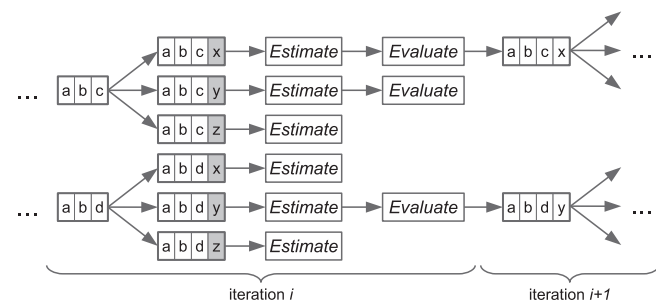 a b c x Estimate Evaluate a b c x
... a b c a b c y Estimate Evaluate ...
a b c z Estimate
a b d x Estimate
... a b d a b d y Estimate Evaluate a b d y ...
a b d z Estimate
iteration i iteration i+1